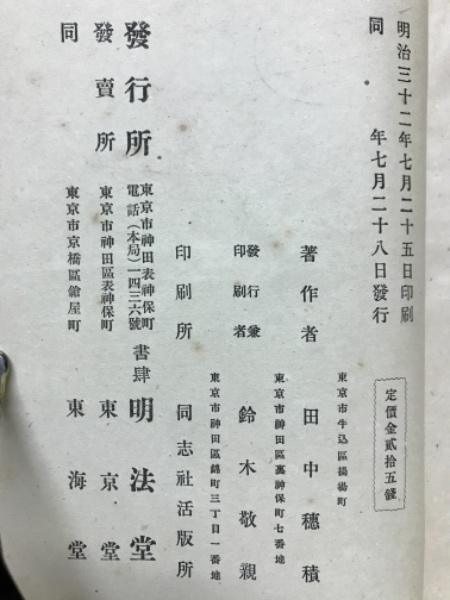 明治三十二年七月二十五日印刷
同年七月二十八日發行
定價金貳拾五錢
東京市牛込區揚場町
著作者 田中穗積
東京市神田區裏神保町七番地
發行兼印刷者 鈴木敬親
東京市神田區錦町三丁目一番地
印刷所 同志社活版所
發行所 東京市神田表神保町 電話(本局)一四三六號 書肆 明法堂
發賣所 東京市神田區表神保町 東京堂
同 東京市京橋區鎗屋町 東海堂